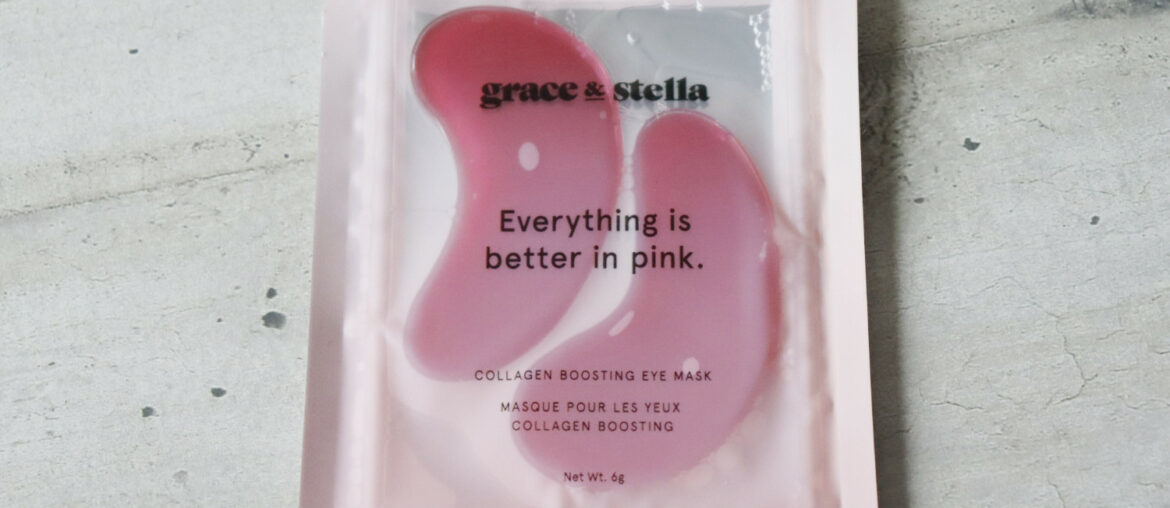 grace & stella
Everything is
better in pink.
COLLAGEN BOOSTING EYE MASK
MASQUE POUR LES YEUX
COLLAGEN BOOSTING
Net Wt. 6g